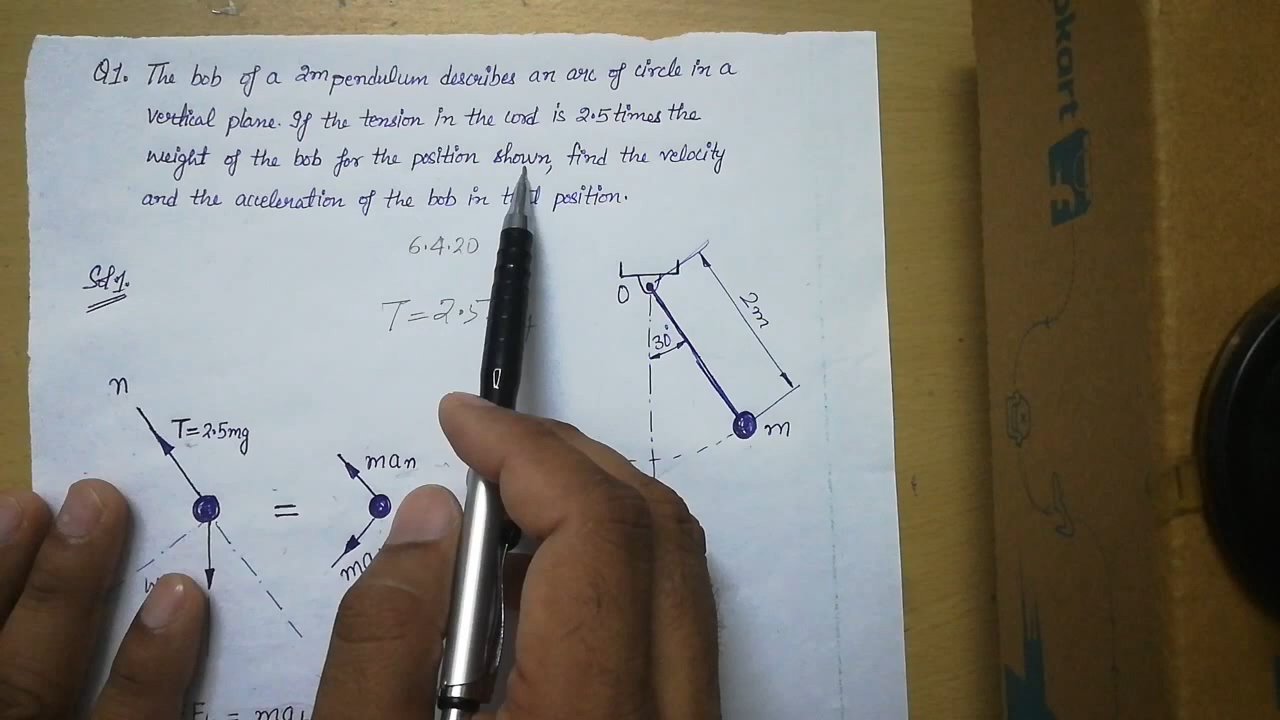 Q1. The bob of a 2m pendulum describes an arc of circle in a
vertical plane. If the tension in the cord is 2.5 times the
weight of the bob for the position shown, find the velocity
and the acceleration of the bob in position.
6.4.20
Sol1.
T=2.5
O
2m
30°
m
n
T=2.5mg
man
=